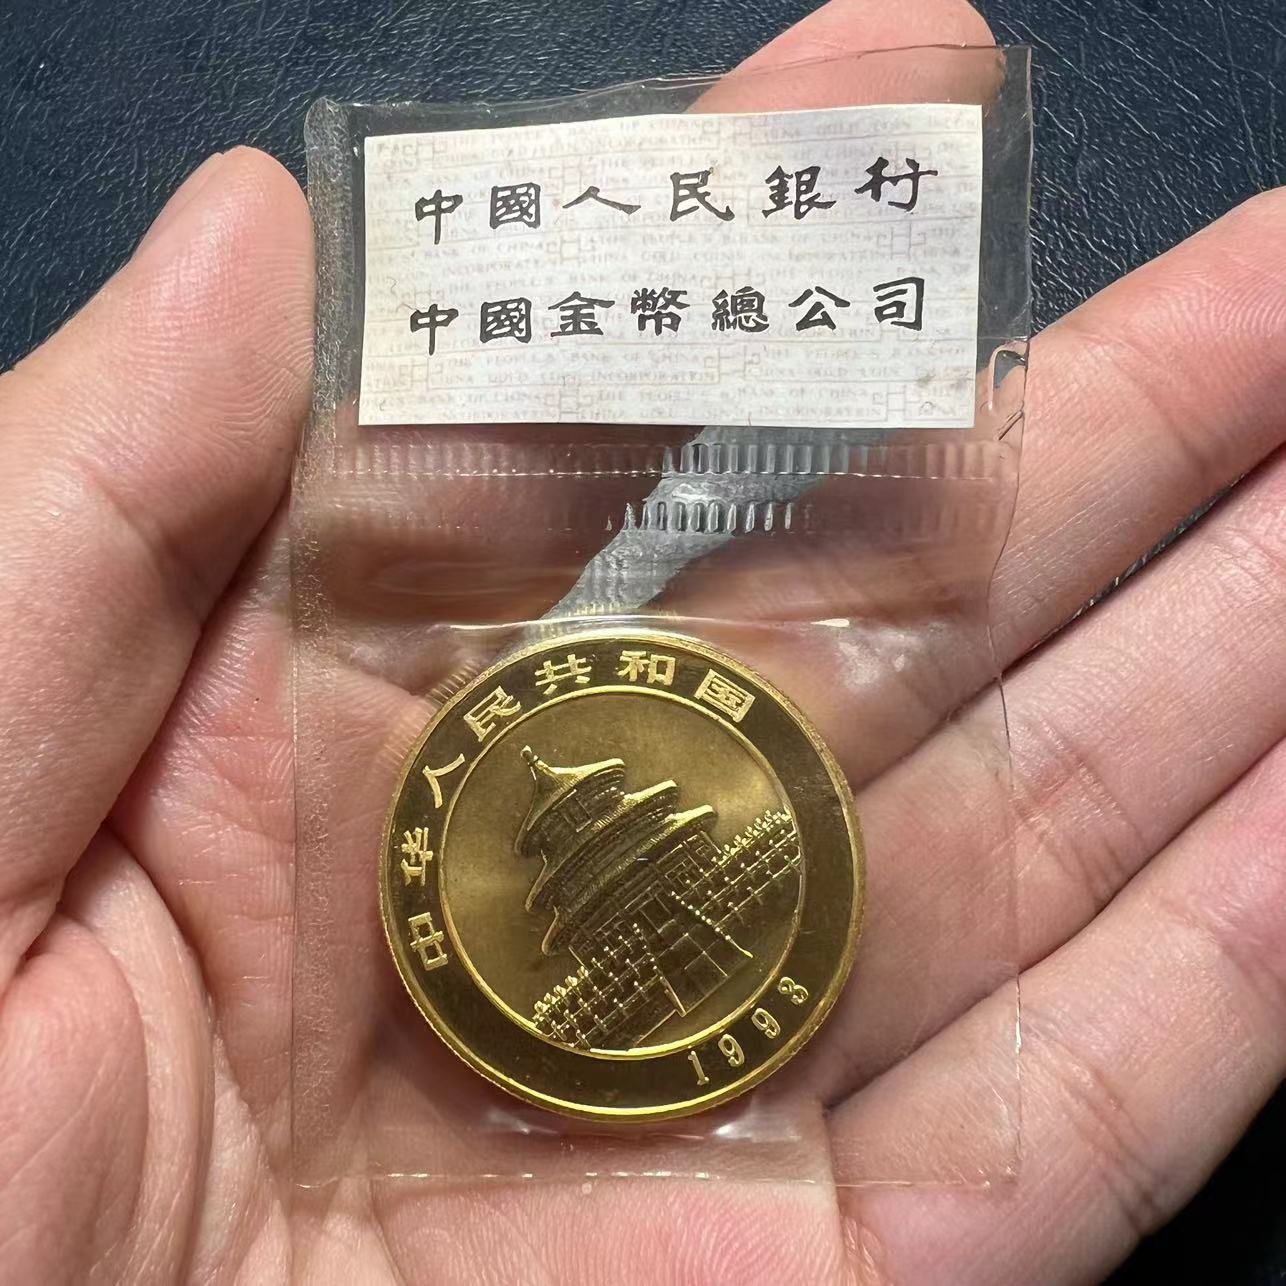 中國人民銀行
中國金幣總公司
中华人民共和国
1998